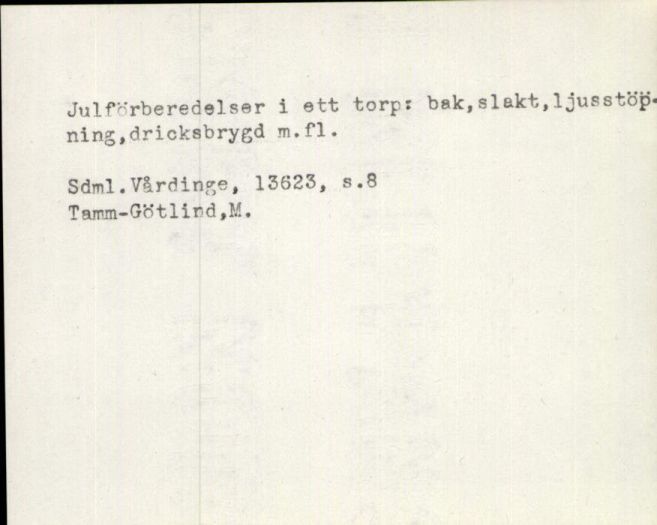 Julförberedelser i ett torp: bak,slakt,ljusstöp-
ning,dricksbrygd m.fl.
Sdml.Vårdinge, 13623, s.8
Tamm-Götlind,M.